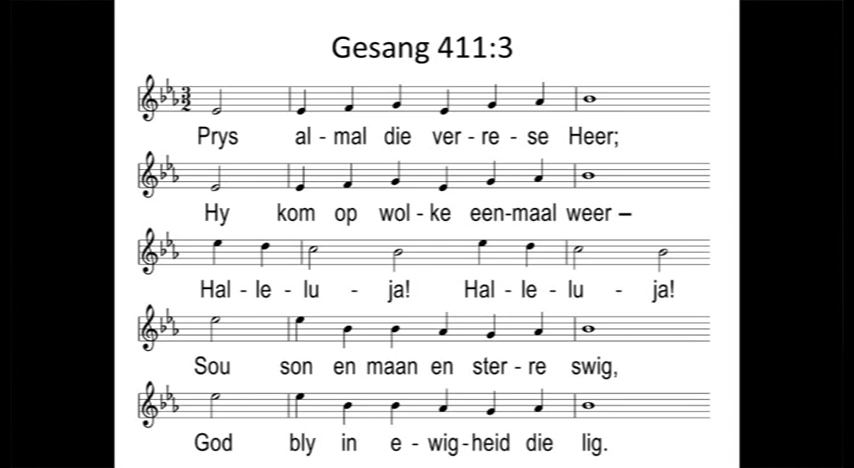 Gesang 411:3
3
2
Prys al - mal die ver - re - se Heer;
Hy kom op wol - ke een-maal weer –
Hal - le - lu - ja! Hal - le - lu - ja!
Sou son en maan en ster - re swig,
God bly in e - wig-heid die lig.